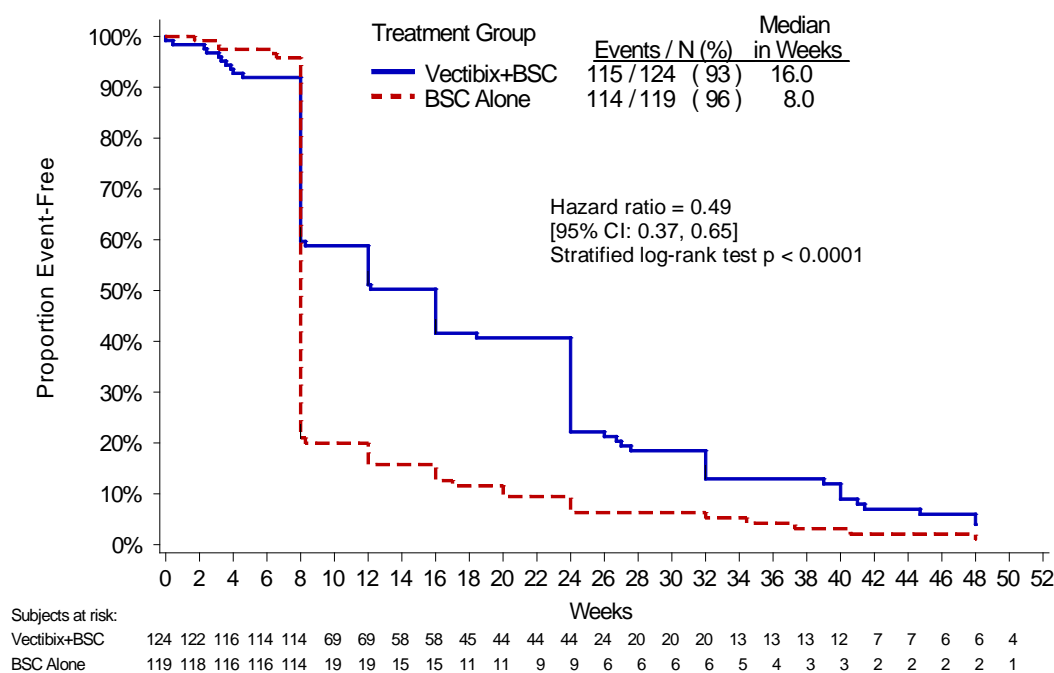 Median
Treatment Group Events / N (%) in Weeks
Vectibix+BSC 115 / 124 ( 93 ) 16.0
BSC Alone 114 / 119 ( 96 ) 8.0
Hazard ratio = 0.49
[95% CI: 0.37, 0.65]
Stratified log-rank test p < 0.0001
Proportion Event-Free
100%
90%
80%
70%
60%
50%
40%
30%
20%
10%
0%
0 2 4 6 8 10 12 14 16 18 20 22 24 26 28 30 32 34 36 38 40 42 44 46 48 50 52
Weeks
Subjects at risk:
Vectibix+BSC 124 122 116 114 114 69 69 58 58 45 44 44 44 24 20 20 20 13 13 13 12 7 7 6 6 4
BSC Alone 119 118 116 116 114 19 19 15 15 11 11 9 9 6 6 6 6 5 4 3 3 2 2 2 2 1